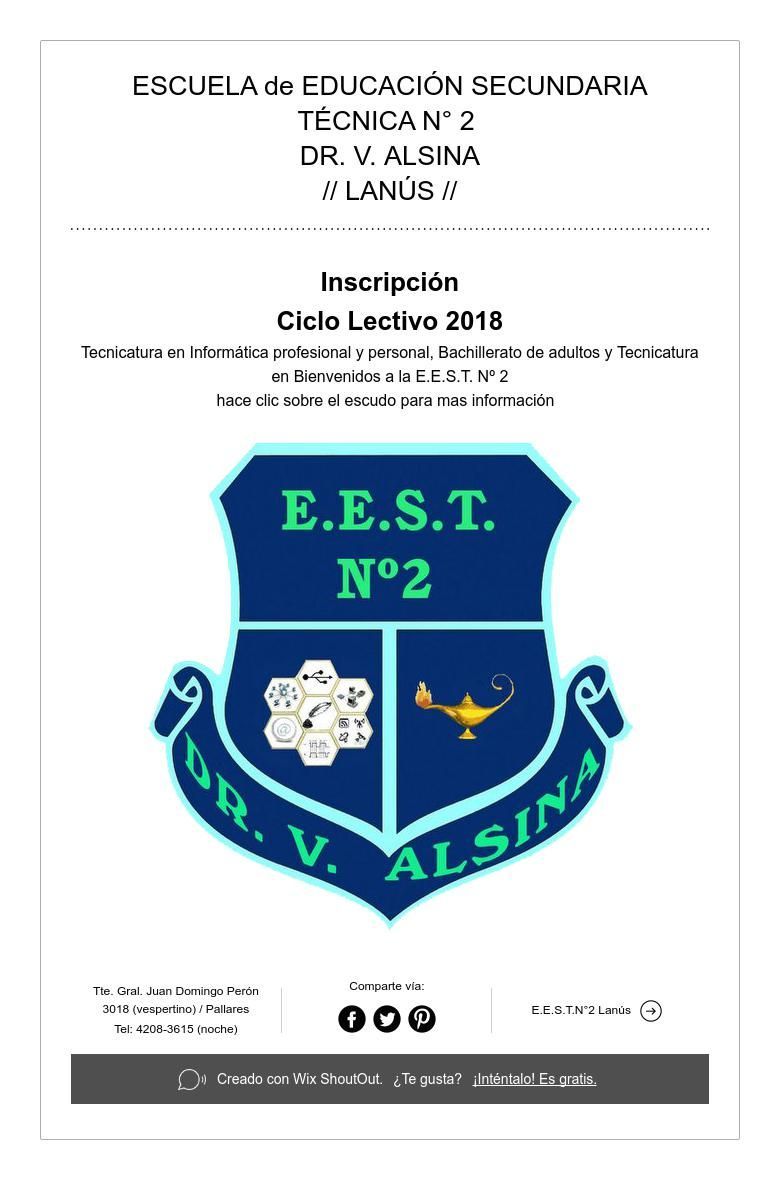 ESCUELA de EDUCACIÓN SECUNDARIA
TÉCNICA N° 2
DR. V. ALSINA
// LANÚS //
Inscripción
Ciclo Lectivo 2018
Tecnicatura en Informática profesional y personal, Bachillerato de adultos y Tecnicatura
en Bienvenidos a la E.E.S.T. Nº 2
hace clic sobre el escudo para mas información
E.E.S.T.
Nº2
DR. V. ALSINA
Tte. Gral. Juan Domingo Perón
3018 (vespertino) / Pallares
Tel: 4208-3615 (noche)
Comparte vía:
E.E.S.T.N°2 Lanús
Creado con Wix ShoutOut. ¿Te gusta? ¡Inténtalo! Es gratis.